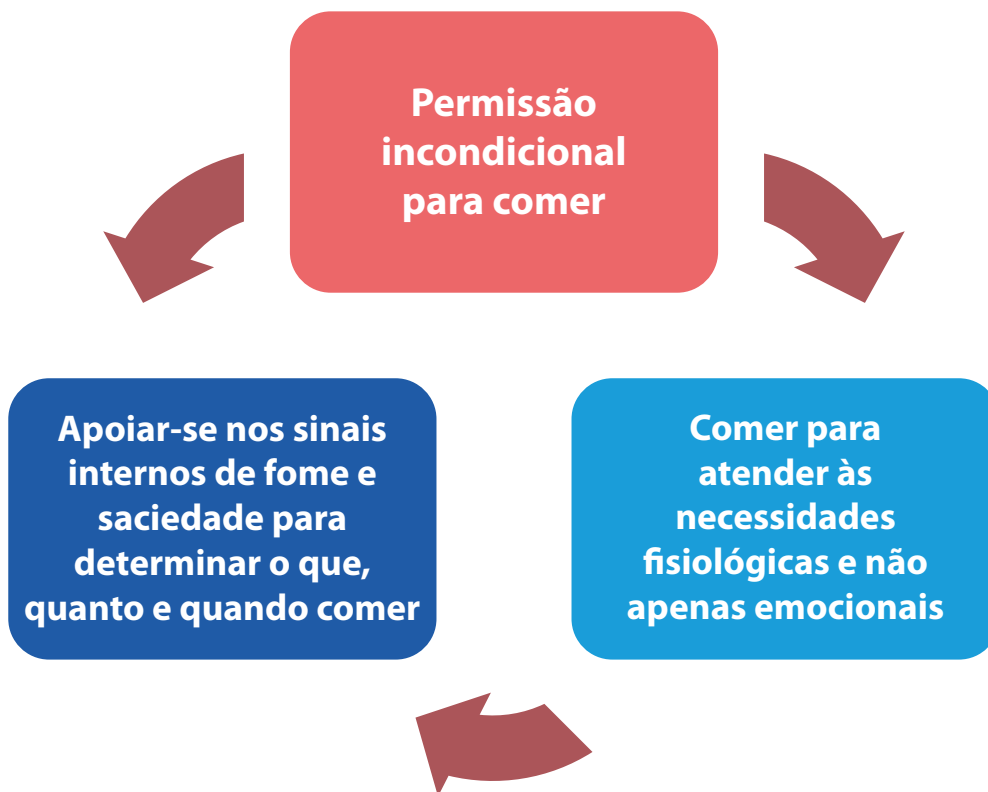 Permissão
incondicional
para comer
Apoiar-se nos sinais
internos de fome e
saciedade para
determinar o que,
quanto e quando comer
Comer para
atender às
necessidades
fisiológicas e não
apenas emocionais